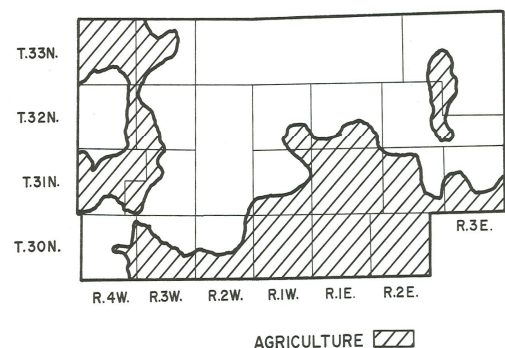 T.33N.
T.32N.
T.31N.
T.30N.
R.3E.
R.4W. R.3W. R.2W. R.1W. R.1E. R.2E.
AGRICULTURE